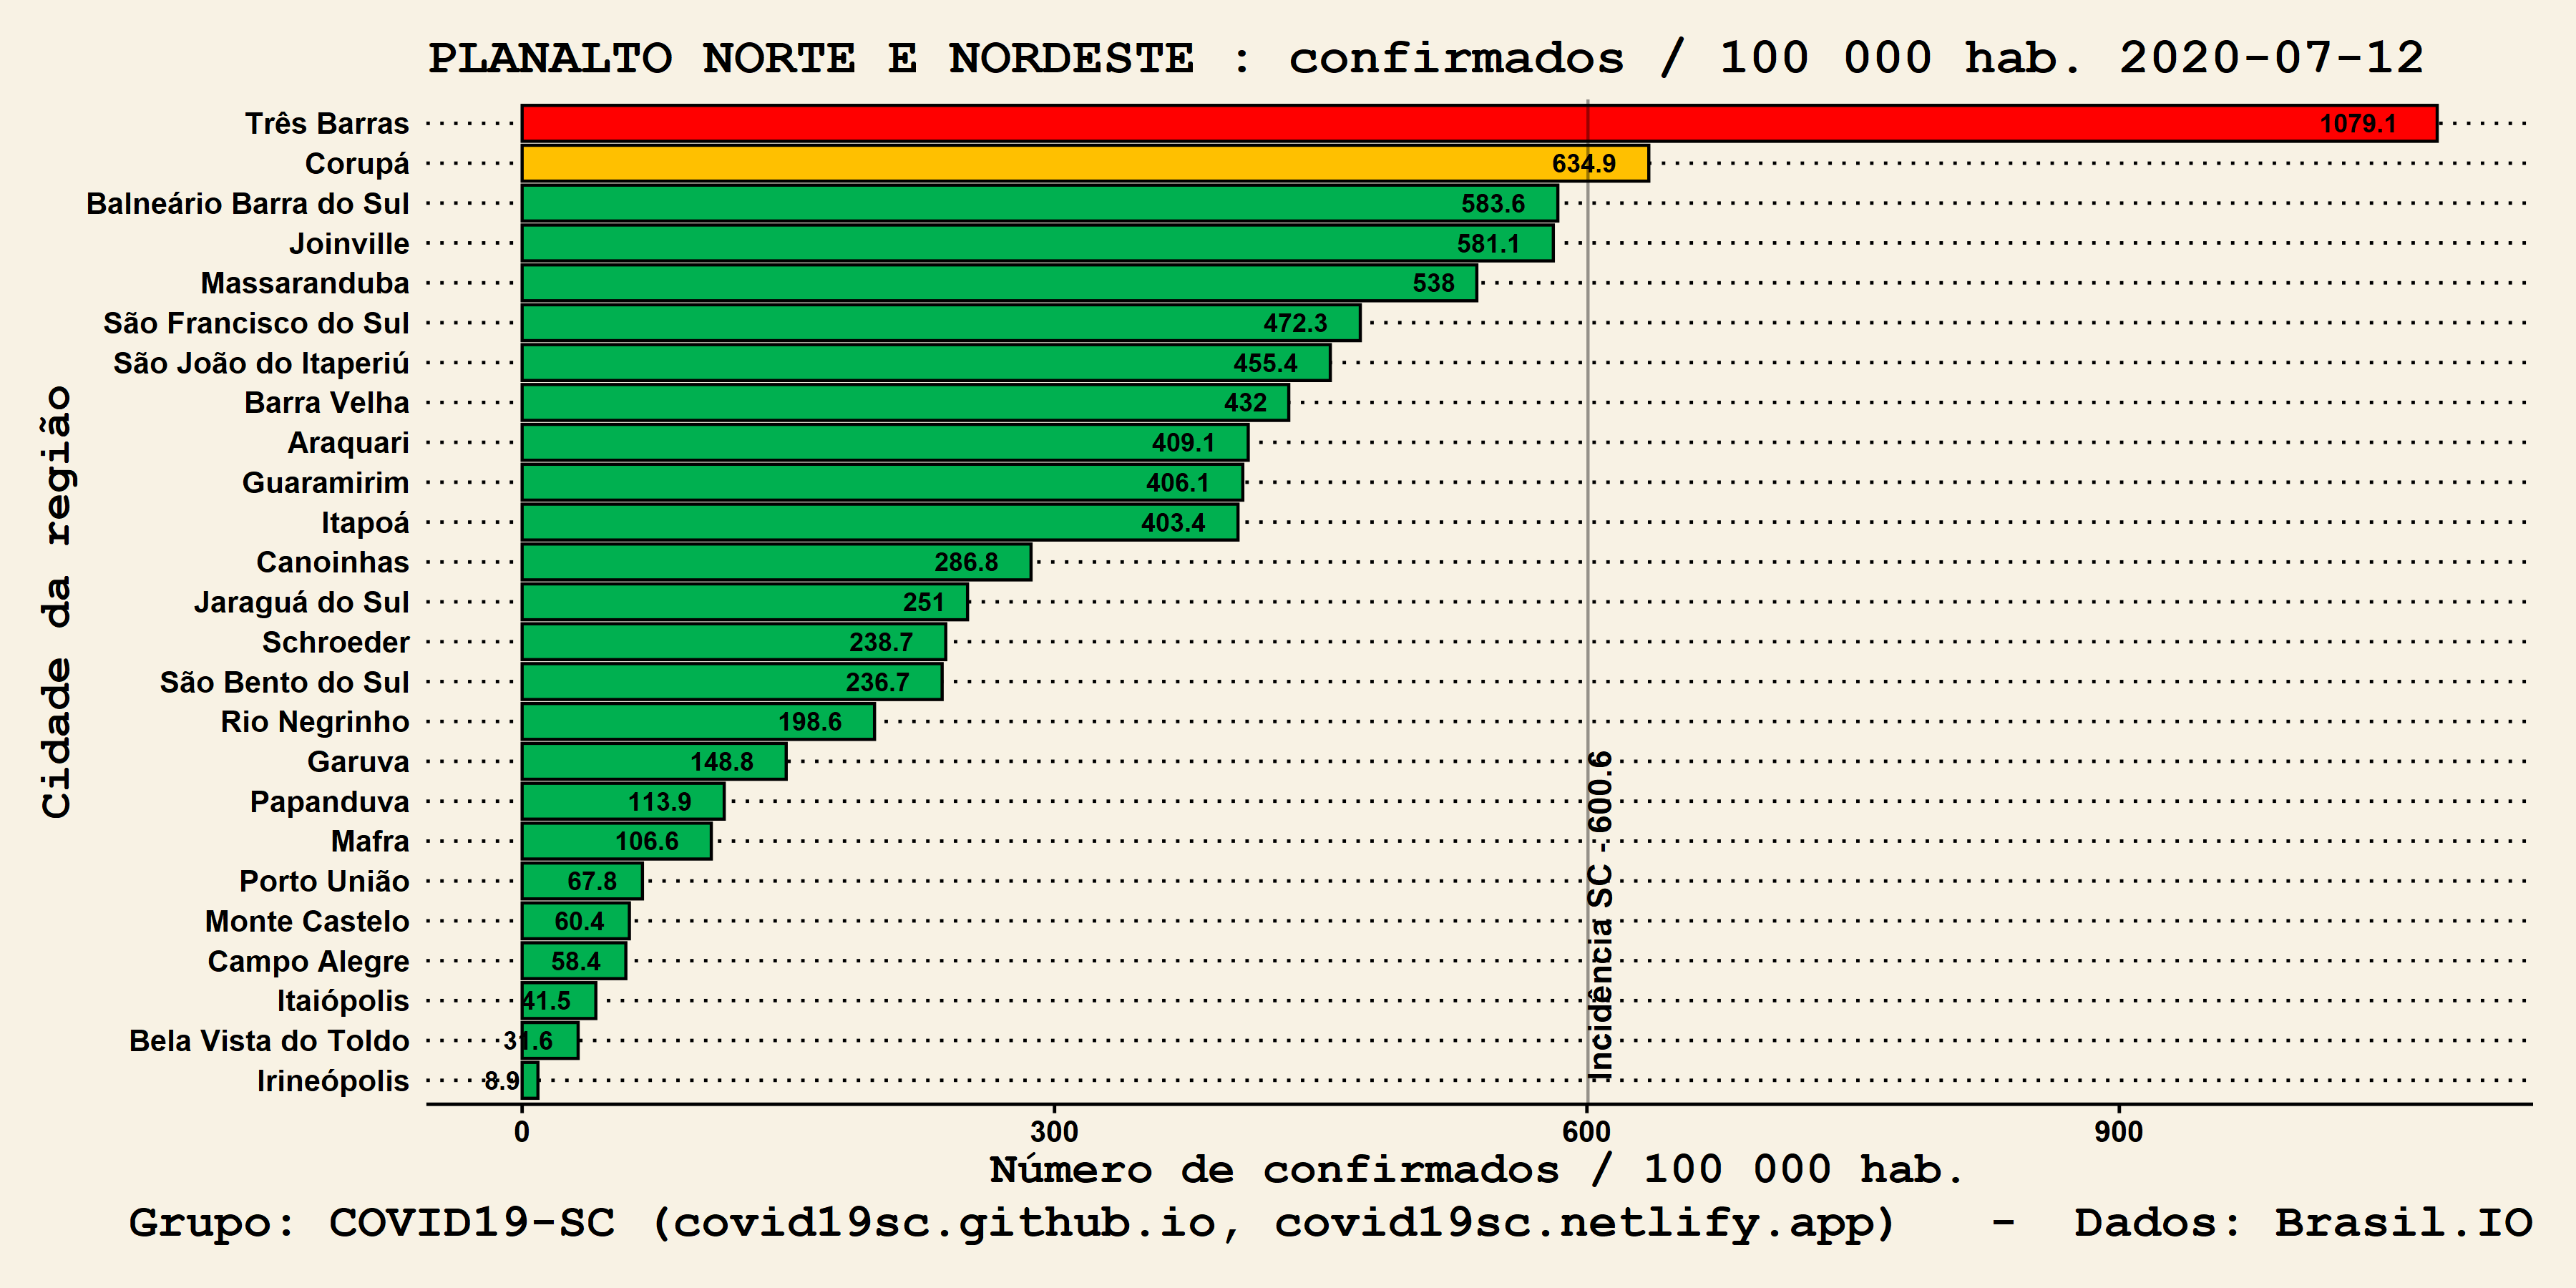 PLANALTO NORTE E NORDESTE : confirmados / 100 000 hab. 2020-07-12
Cidade da região
Três Barras 1079.1
Corupá 634.9
Balneário Barra do Sul 583.6
Joinville 581.1
Massaranduba 538
São Francisco do Sul 472.3
São João do Itaperiú 455.4
Barra Velha 432
Araquari 409.1
Guaramirim 406.1
Itapoá 403.4
Canoinhas 286.8
Jaraguá do Sul 251
Schroeder 238.7
São Bento do Sul 236.7
Rio Negrinho 198.6
Garuva 148.8
Papanduva 113.9
Mafra 106.6
Porto União 67.8
Monte Castelo 60.4
Campo Alegre 58.4
Itaiópolis 41.5
Bela Vista do Toldo 31.6
Irineópolis 8.9
Incidência SC - 600.6
0 300 600 900
Número de confirmados / 100 000 hab.
Grupo: COVID19-SC (covid19sc.github.io, covid19sc.netlify.app) - Dados: Brasil.IO